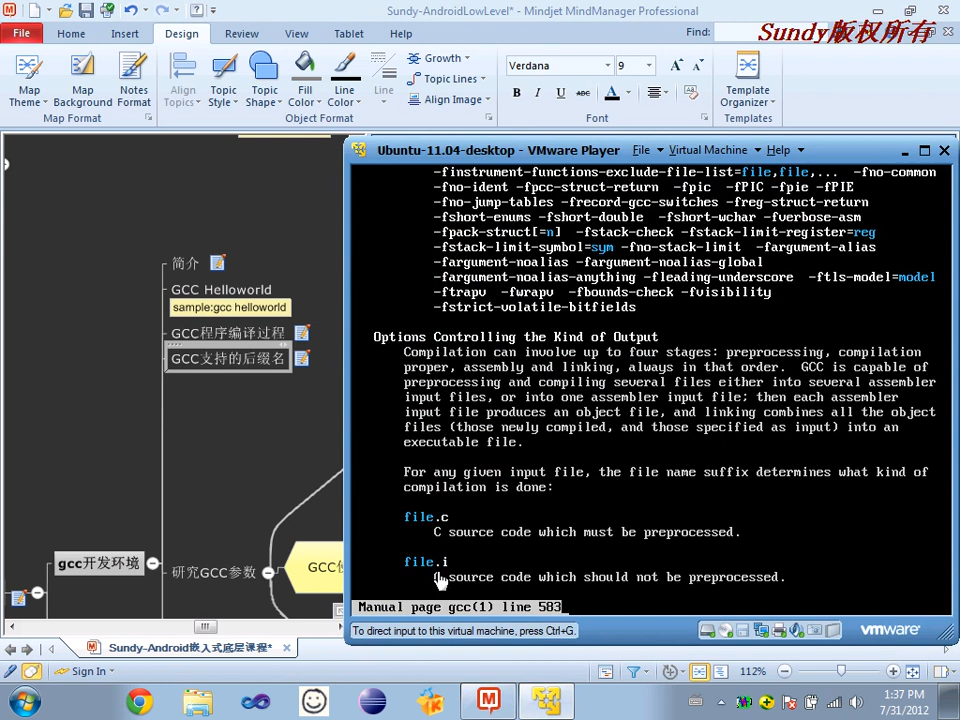 Sundy-AndroidLowLevel* - Mindjet MindManager Professional
Sundy版权所有
File Home Insert Design Review View Tablet Help Find:
Map Theme Map Background Notes Format
Align Topics Topic Style Topic Shape Fill Color Line Color Line
Growth
Topic Lines
Align Image
Verdana 9
B I U ABC A
Template Organizer
Map Format Object Format Font Templates
简介
GCC Helloworld
sample:gcc helloworld
GCC程序编译过程
GCC支持的后缀名
gcc开发环境
研究GCC参数
Ubuntu-11.04-desktop - VMware Player File Virtual Machine Help
-finstrument-functions-exclude-file-list=file,file,... -fno-common
-fno-ident -fpcc-struct-return -fpic -fPIC -fpie -fPIE
-fno-jump-tables -frecord-gcc-switches -freg-struct-return
-fshort-enums -fshort-double -fshort-wchar -fverbose-asm
-fpack-struct[=n] -fstack-check -fstack-limit-register=reg
-fstack-limit-symbol=sym -fno-stack-limit -fargument-alias
-fargument-noalias -fargument-noalias-global
-fargument-noalias-anything -fleading-underscore -ftls-model=model
-ftrapv -fwrapv -fbounds-check -fvisibility
-fstrict-volatile-bitfields
Options Controlling the Kind of Output
Compilation can involve up to four stages: preprocessing, compilation
proper, assembly and linking, always in that order. GCC is capable of
preprocessing and compiling several files either into several assembler
input files, or into one assembler input file; then each assembler
input file produces an object file, and linking combines all the object
files (those newly compiled, and those specified as input) into an
executable file.
For any given input file, the file name suffix determines what kind of
compilation is done:
file.c
C source code which must be preprocessed.
file.i
source code which should not be preprocessed.
Manual page gcc(1) line 583
To direct input to this virtual machine, press Ctrl+G.
vmware
Sundy-Android嵌入式底层课程*
Sign In
112%
1:37 PM
7/31/2012